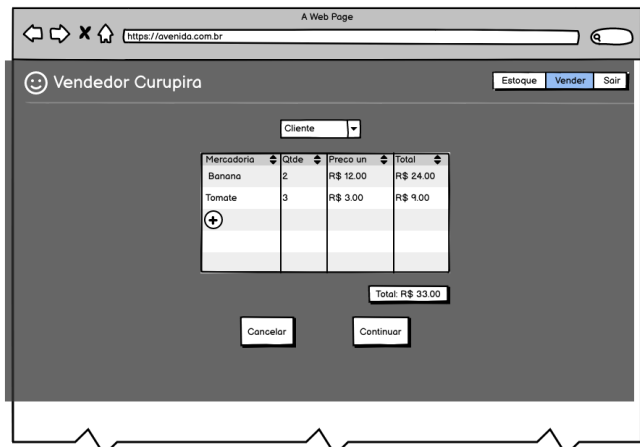 A Web Page
https://avenida.com.br
Vendedor Curupira
Estoque Vender Sair
Cliente
Mercadoria Qtde Preco un Total
Banana 2 R$ 12.00 R$ 24.00
Tomate 3 R$ 3.00 R$ 9.00
Total: R$ 33.00
Cancelar Continuar